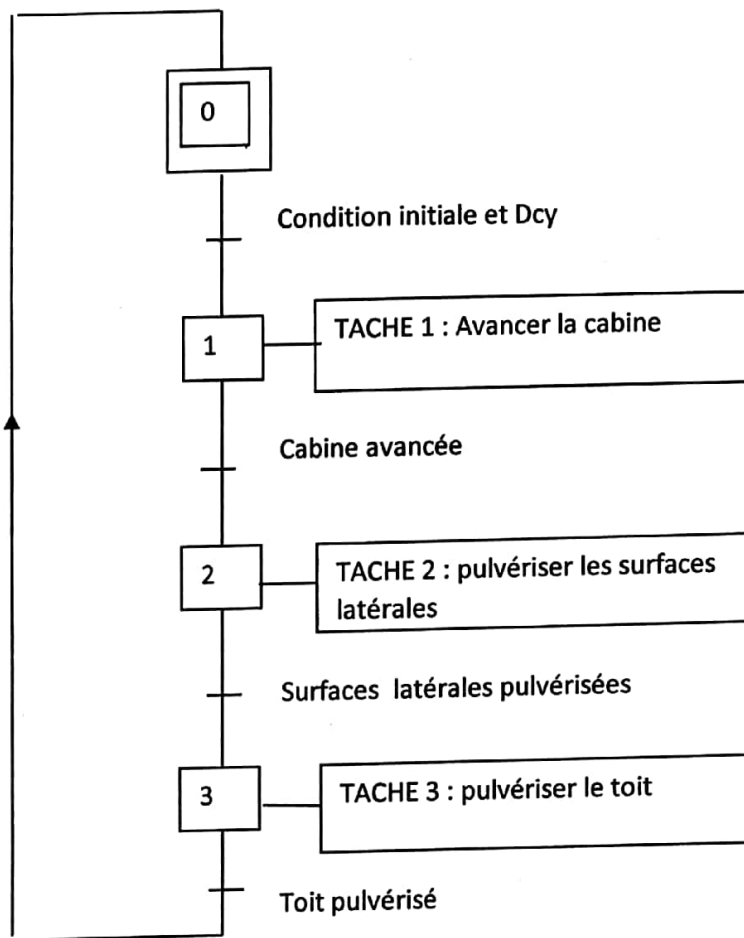 0
Condition initiale et Dcy
1
TACHE 1 : Avancer la cabine
Cabine avancée
2
TACHE 2 : pulvériser les surfaces
latérales
Surfaces latérales pulvérisées
3
TACHE 3 : pulvériser le toit
Toit pulvérisé